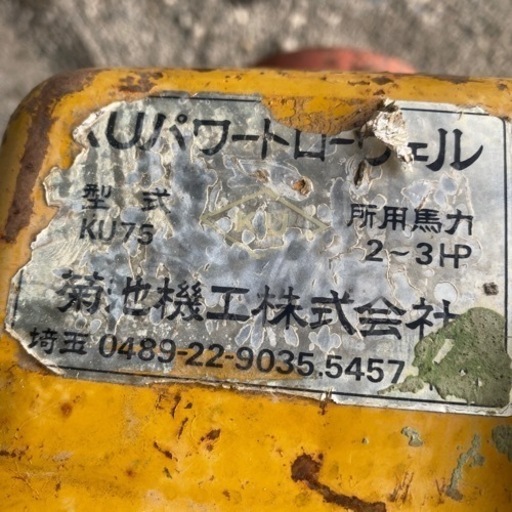 KUパワートローウェル
型式
KU75
所用馬力
2～3HP
菊池機工株式会社
埼玉 0489-22-9035.5457